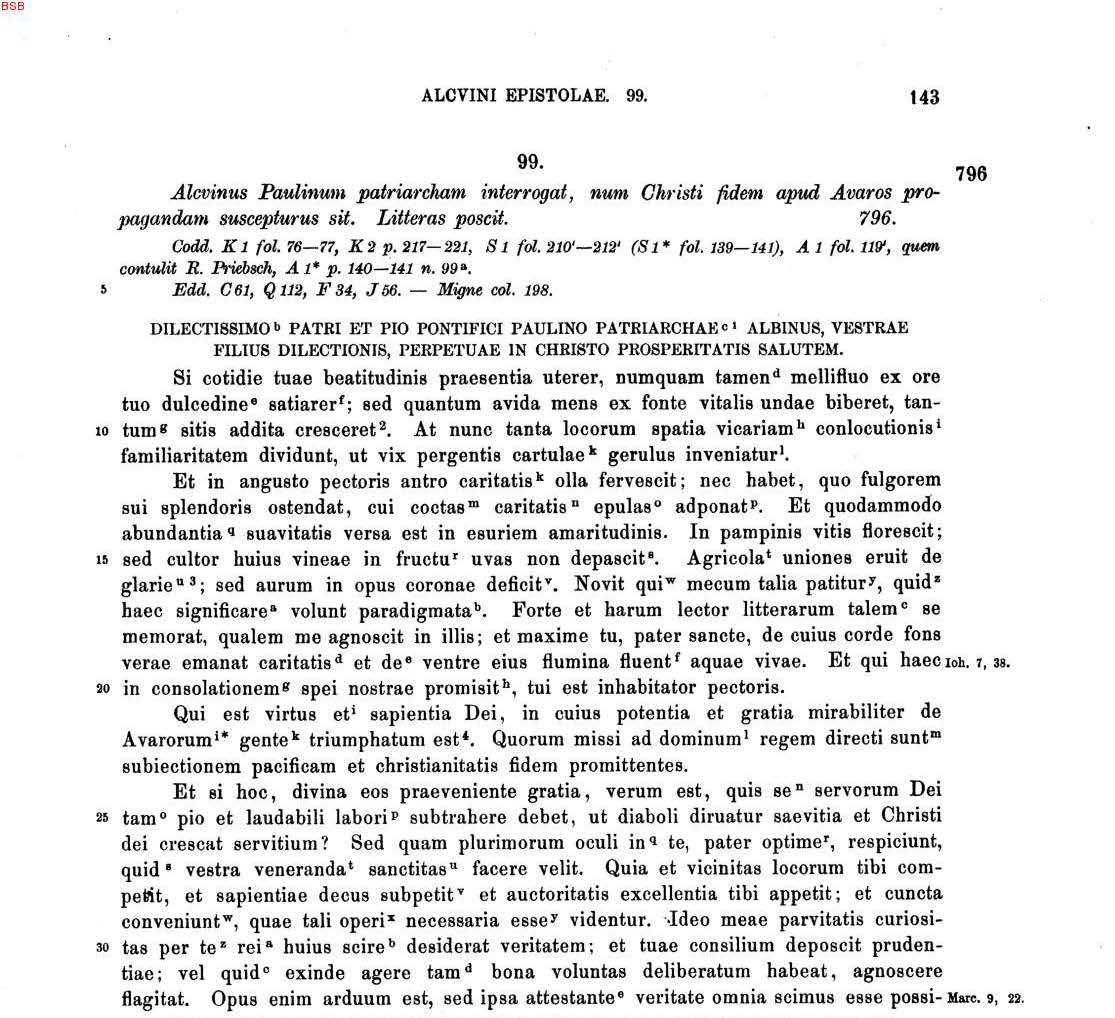 BSB
ALCVINI EPISTOLAE. 99. 143
99.
796
Alcvinus Paulinum patriarcham interrogat, num Christi fidem apud Avaros pro-
pagandam suscepturus sit. Litteras poscit. 796.
Codd. K 1 fol. 76—77, K 2 p. 217—221, S 1 fol. 210'—212' (S 1* fol. 139—141), A 1 fol. 119', quem
contulit R. Priebsch, A 1* p. 140—141 n. 99ᵃ.
5 Edd. C 61, Q 112, F 34, J 56. — Migne col. 198.
DILECTISSIMO ᵇ PATRI ET PIO PONTIFICI PAULINO PATRIARCHAE ᶜ ¹ ALBINUS, VESTRAE
FILIUS DILECTIONIS, PERPETUAE IN CHRISTO PROSPERITATIS SALUTEM.
Si cotidie tuae beatitudinis praesentia uterer, numquam tamen ᵈ mellifluo ex ore
tuo dulcedine ᵉ satiarer ᶠ; sed quantum avida mens ex fonte vitalis undae biberet, tan-
10 tum ᵍ sitis addita cresceret ². At nunc tanta locorum spatia vicariam ʰ conlocutionis ⁱ
familiaritatem dividunt, ut vix pergentis cartulae ᵏ gerulus inveniatur ˡ.
Et in angusto pectoris antro caritatis ᵏ olla fervescit; nec habet, quo fulgorem
sui splendoris ostendat, cui coctas ᵐ caritatis ⁿ epulas ᵒ adponat ᵖ. Et quodammodo
abundantia q suavitatis versa est in esuriem amaritudinis. In pampinis vitis florescit;
15 sed cultor huius vineae in fructu ʳ uvas non depascit ˢ. Agricola ᵗ uniones eruit de
glarie ᵘ ³; sed aurum in opus coronae deficit ᵛ. Novit qui ʷ mecum talia patitur ʸ, quid ᶻ
haec significare ᵃ volunt paradigmata ᵇ. Forte et harum lector litterarum talem ᶜ se
memorat, qualem me agnoscit in illis; et maxime tu, pater sancte, de cuius corde fons
verae emanat caritatis ᵈ et de ᵉ ventre eius flumina fluent ᶠ aquae vivae. Et qui haec Ioh. 7, 38.
20 in consolationem ᵍ spei nostrae promisit ʰ, tui est inhabitator pectoris.
Qui est virtus et ⁱ sapientia Dei, in cuius potentia et gratia mirabiliter de
Avarorum ⁱ* gente ᵏ triumphatum est ⁴. Quorum missi ad dominum ˡ regem directi sunt ᵐ
subiectionem pacificam et christianitatis fidem promittentes.
Et si hoc, divina eos praeveniente gratia, verum est, quis se ⁿ servorum Dei
25 tam ᵒ pio et laudabili labori ᵖ subtrahere debet, ut diaboli diruatur saevitia et Christi
dei crescat servitium? Sed quam plurimorum oculi in q te, pater optime ʳ, respiciunt,
quid ˢ vestra veneranda ᵗ sanctitas ᵘ facere velit. Quia et vicinitas locorum tibi com-
petit, et sapientiae decus subpetit ᵛ et auctoritatis excellentia tibi appetit; et cuncta
conveniunt ʷ, quae tali operi ˣ necessaria esse ʸ videntur. Ideo meae parvitatis curiosi-
30 tas per te ᶻ rei ᵃ huius scire ᵇ desiderat veritatem; et tuae consilium deposcit pruden-
tiae; vel quid ᶜ exinde agere tam ᵈ bona voluntas deliberatum habeat, agnoscere
flagitat. Opus enim arduum est, sed ipsa attestante ᵉ veritate omnia scimus esse possi- Marc. 9, 22.